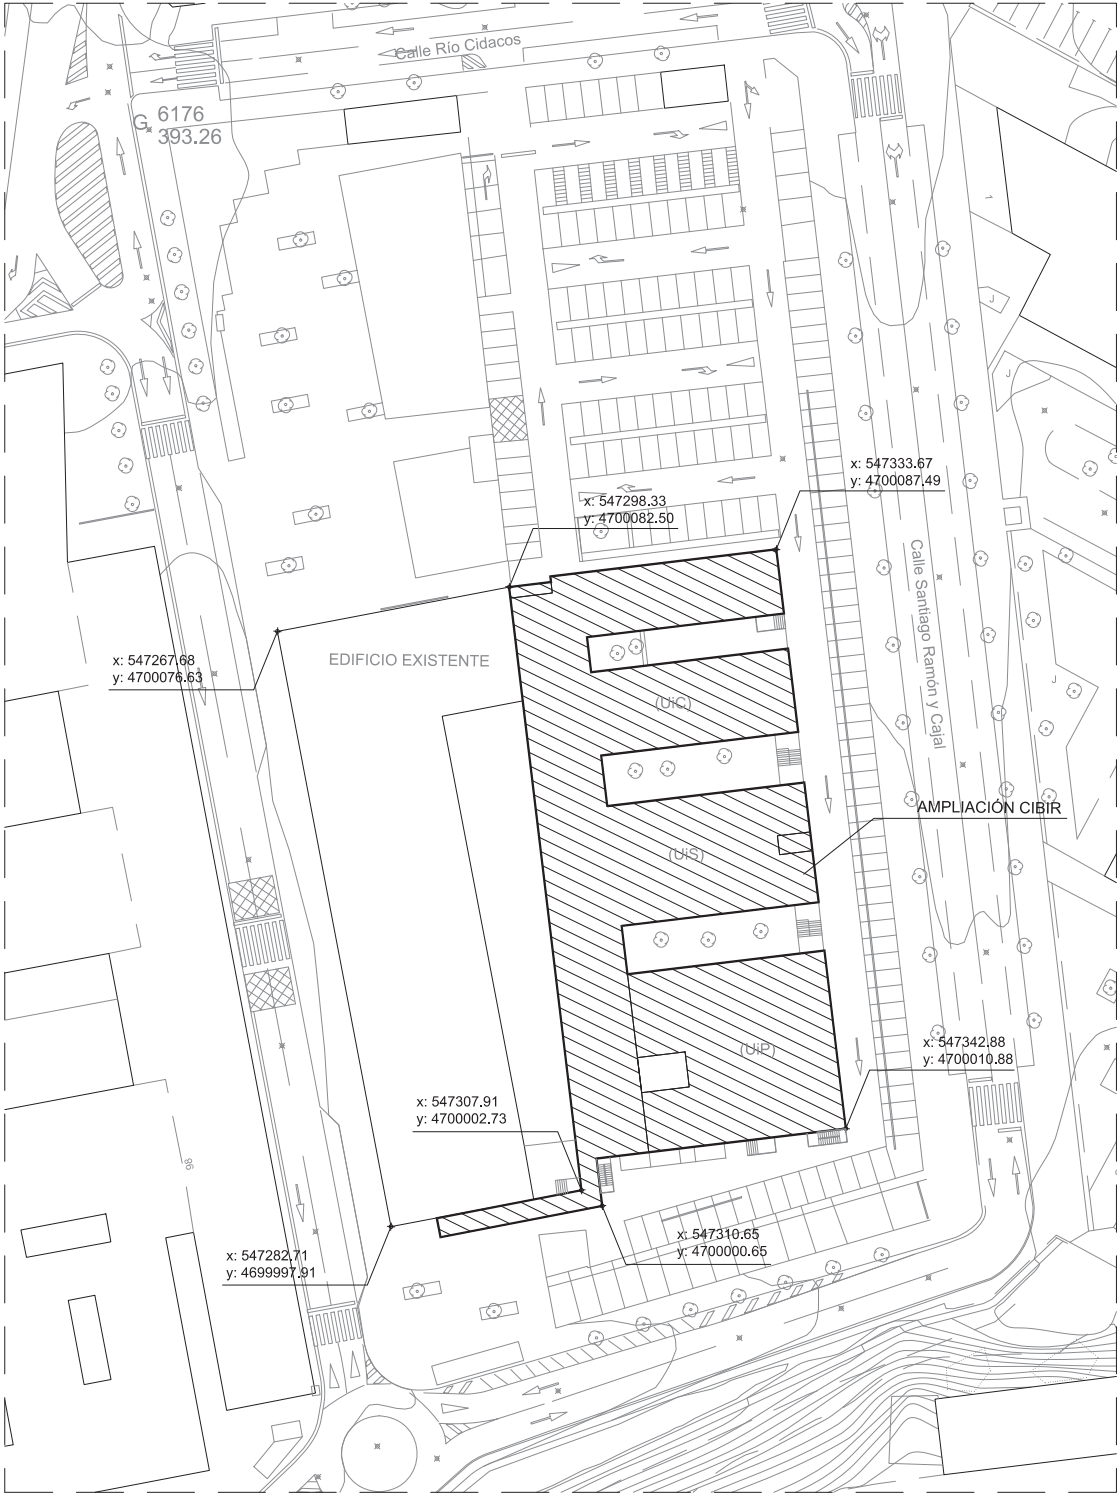 Calle Río Cidacos
G 6176
393.26
J
J
J
x: 547333.67
y: 4700087.49
x: 547298.33
y: 4700082.50
Calle Santiago Ramón y Cajal
x: 547267.68
y: 4700076.63
EDIFICIO EXISTENTE
(UiC)
AMPLIACIÓN CIBIR
(UiS)
(UiP)
x: 547342.88
y: 4700010.88
x: 547307.91
y: 4700002.73
86
x: 547310.65
y: 4700000.65
x: 547282.71
y: 4699997.91